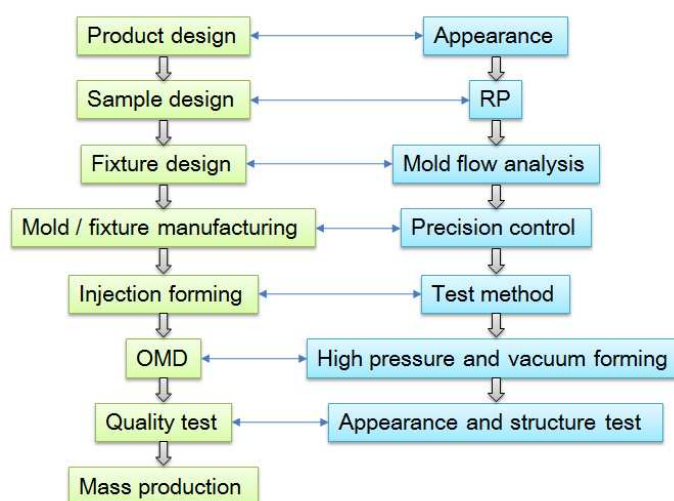 Product design
Appearance
Sample design
RP
Fixture design
Mold flow analysis
Mold / fixture manufacturing
Precision control
Injection forming
Test method
OMD
High pressure and vacuum forming
Quality test
Appearance and structure test
Mass production